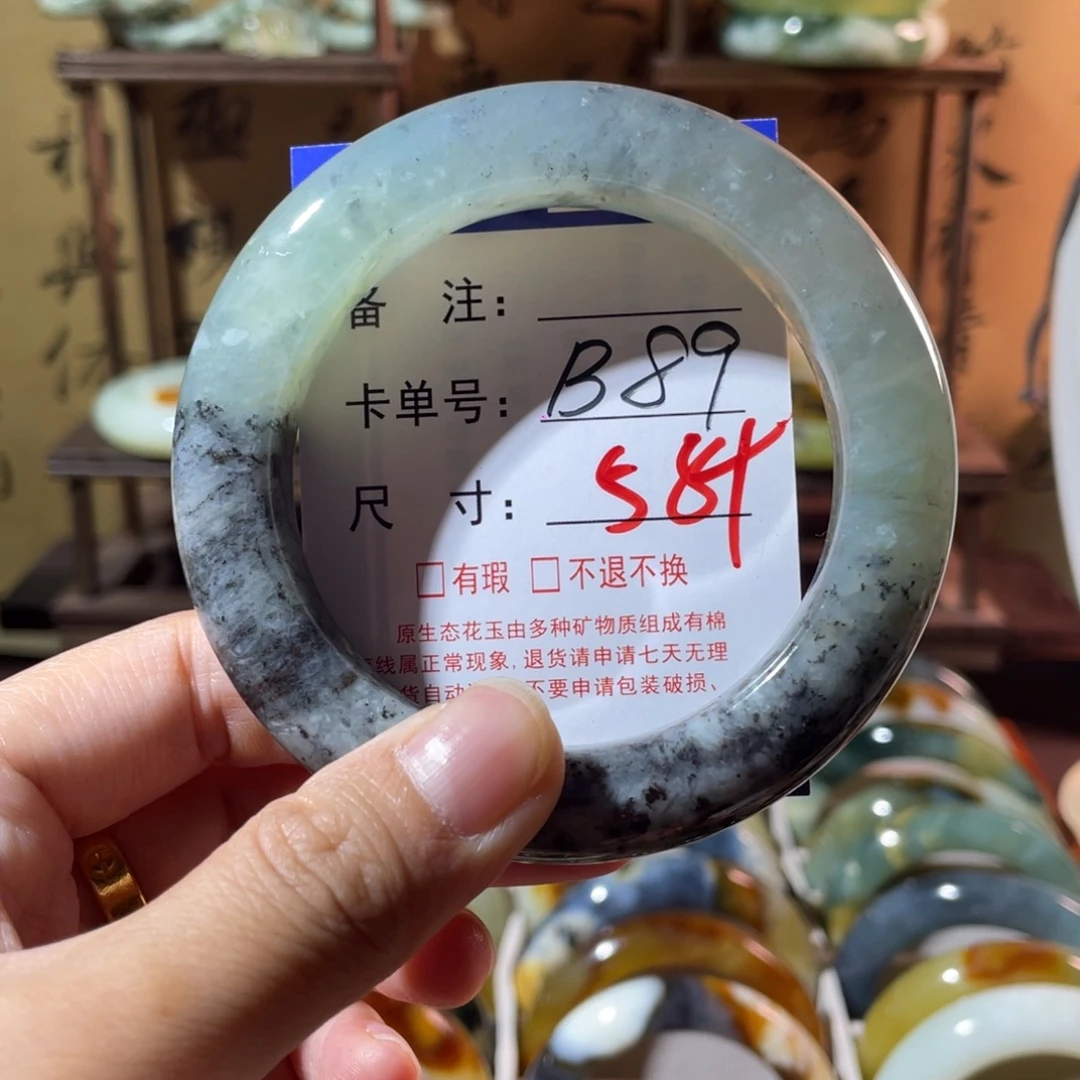 备 注：
卡单号： B89
尺 寸： 584
□有瑕 □不退不换
原生态花玉由多种矿物质组成有棉
线属正常现象，退货请申请七天无理
货自动 不要申请包装破损、